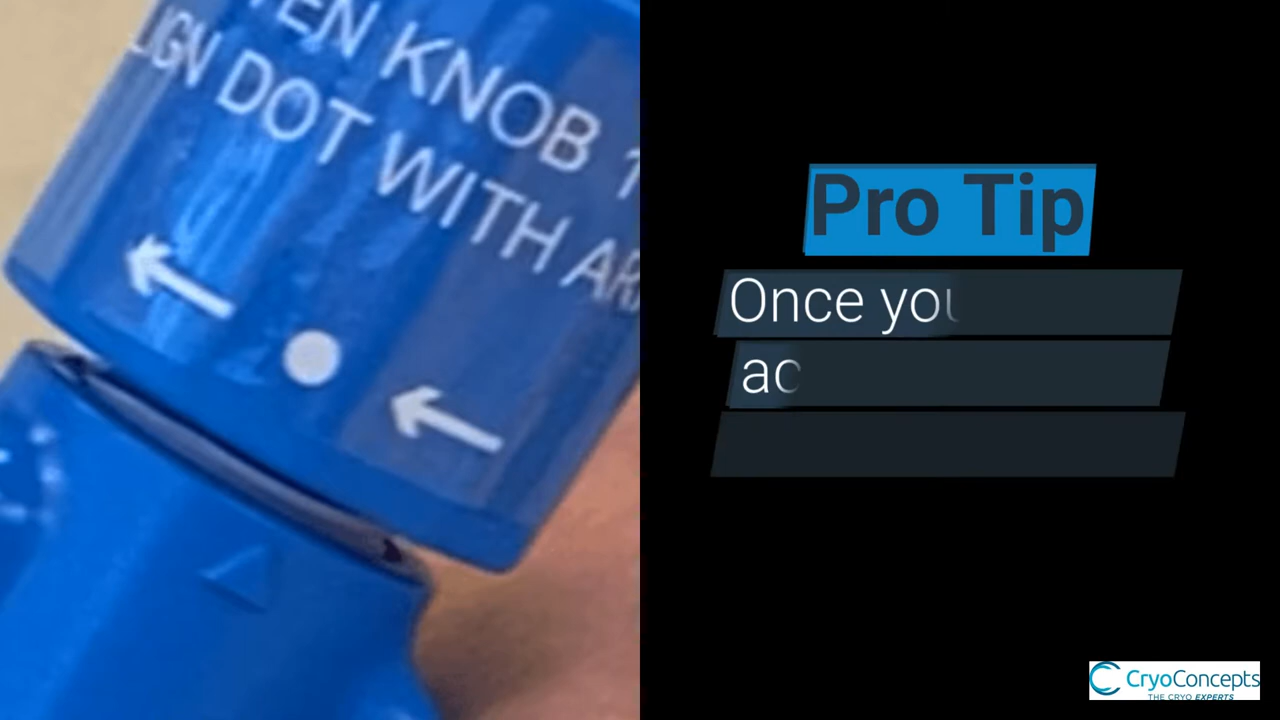 KNOB
DOT WITH
Pro Tip
Once you
ac
CryoConcepts
THE CRYO EXPERTS